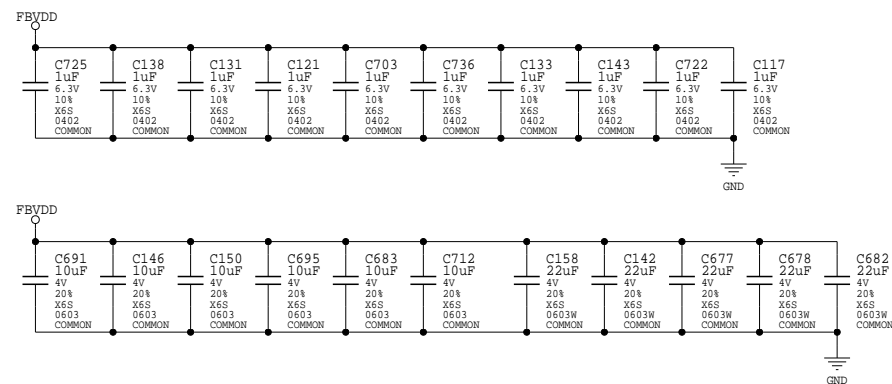 FBVDD
C725 C138 C131 C121 C703 C736 C133 C143 C722 C117
1uF 1uF 1uF 1uF 1uF 1uF 1uF 1uF 1uF 1uF
6.3V 6.3V 6.3V 6.3V 6.3V 6.3V 6.3V 6.3V 6.3V 6.3V
10% 10% 10% 10% 10% 10% 10% 10% 10% 10%
X6S X6S X6S X6S X6S X6S X6S X6S X6S X6S
0402 0402 0402 0402 0402 0402 0402 0402 0402 0402
COMMON COMMON COMMON COMMON COMMON COMMON COMMON COMMON COMMON COMMON
GND
FBVDD
C691 C146 C150 C695 C683 C712 C158 C142 C677 C678 C682
10uF 10uF 10uF 10uF 10uF 10uF 22uF 22uF 22uF 22uF 22uF
4V 4V 4V 4V 4V 4V 4V 4V 4V 4V 4V
20% 20% 20% 20% 20% 20% 20% 20% 20% 20% 20%
X6S X6S X6S X6S X6S X6S X6S X6S X6S X6S X6S
0603 0603 0603 0603 0603 0603 0603W 0603W 0603W 0603W 0603W
COMMON COMMON COMMON COMMON COMMON COMMON COMMON COMMON COMMON COMMON COMMON
GND